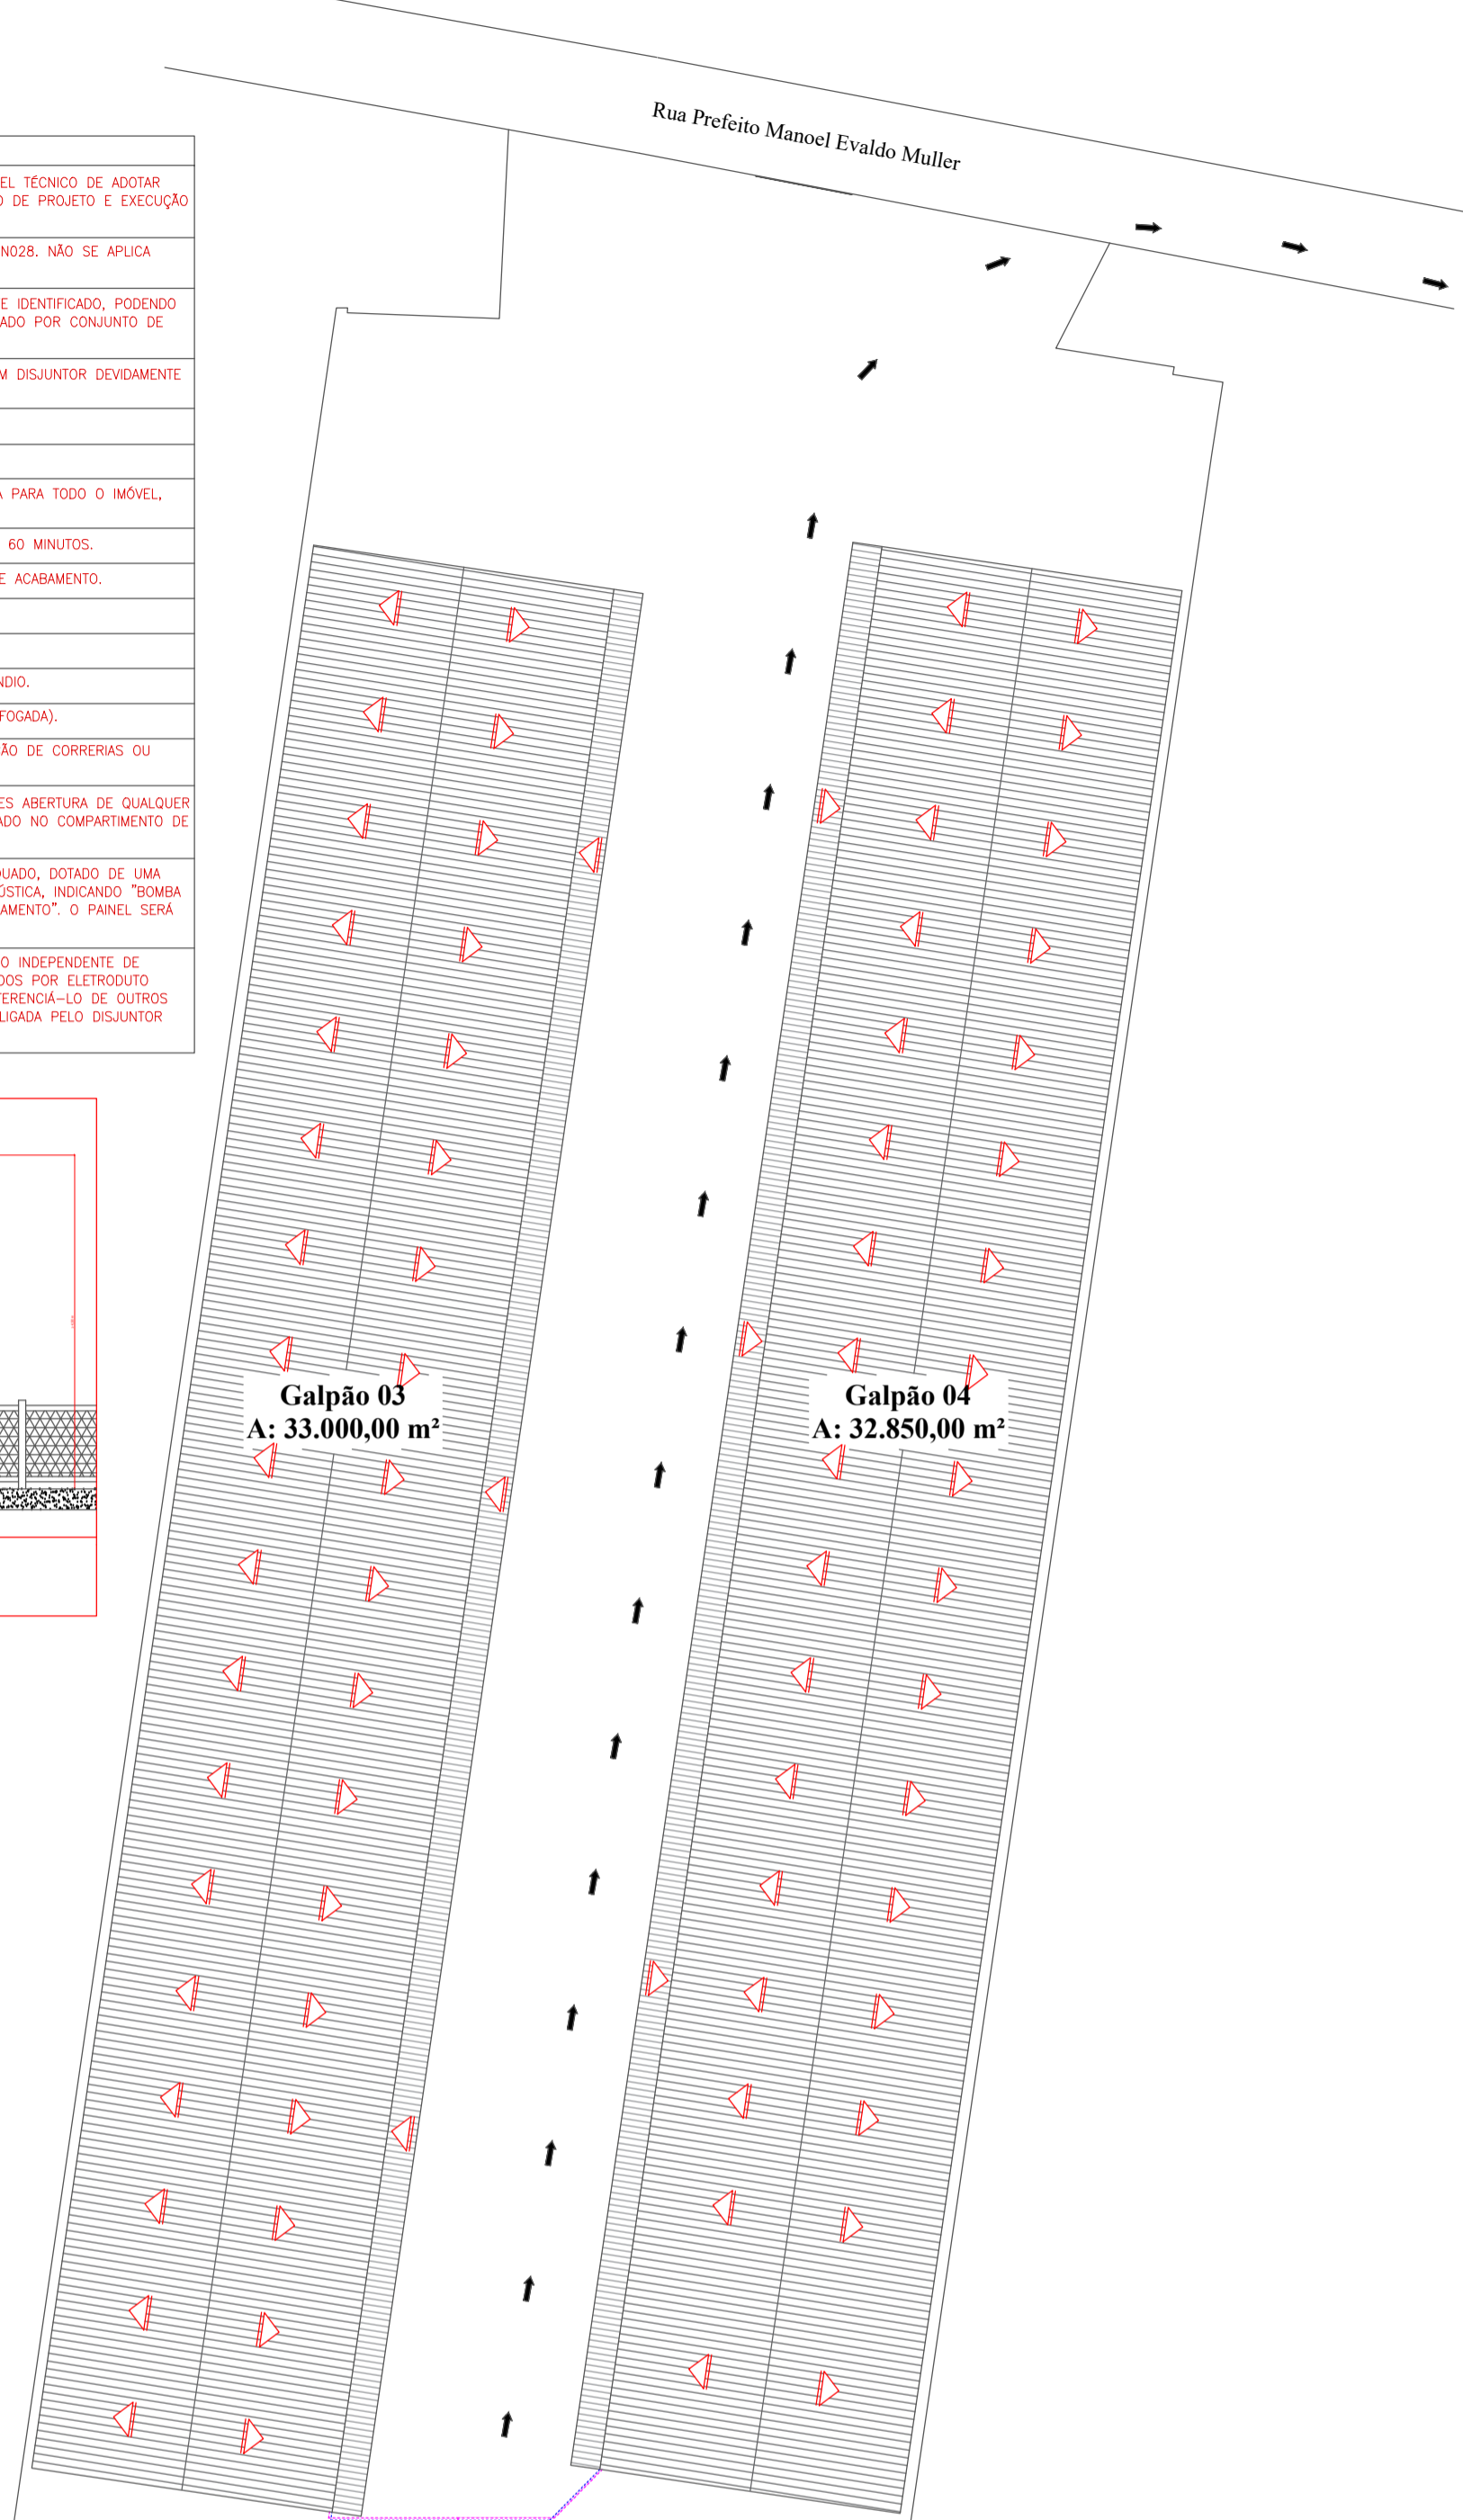 Rua Prefeito Manoel Evaldo Muller
EL TÉCNICO DE ADOTAR
O DE PROJETO E EXECUÇÃO
N028. NÃO SE APLICA
E IDENTIFICADO, PODENDO
ADO POR CONJUNTO DE
M DISJUNTOR DEVIDAMENTE
A PARA TODO O IMÓVEL,
60 MINUTOS.
E ACABAMENTO.
NDIO.
FOGADA).
ÃO DE CORRERIAS OU
ES ABERTURA DE QUALQUER
ADO NO COMPARTIMENTO DE
QUADO, DOTADO DE UMA
ÚSTICA, INDICANDO "BOMBA
AMENTO". O PAINEL SERÁ
O INDEPENDENTE DE
DOS POR ELETRODUTO
FERENCIÁ-LO DE OUTROS
LIGADA PELO DISJUNTOR
Galpão 03
A: 33.000,00 m²
Galpão 04
A: 32.850,00 m²